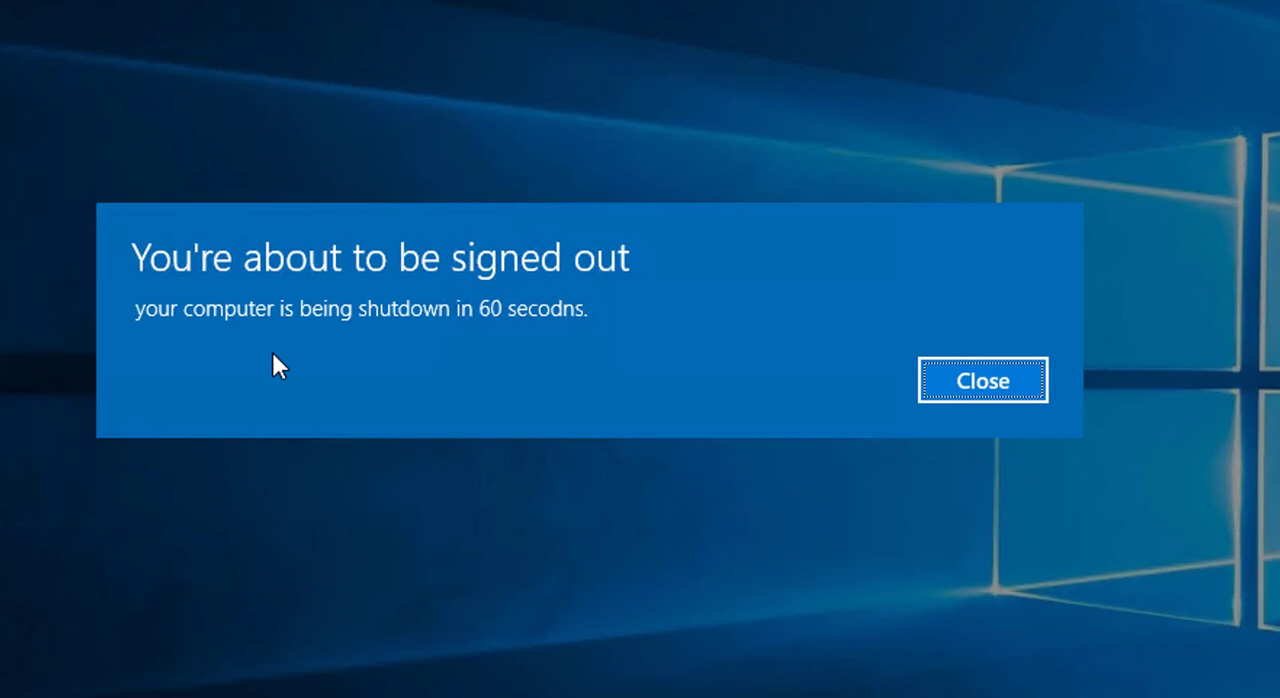 You're about to be signed out
your computer is being shutdown in 60 secodns.
Close